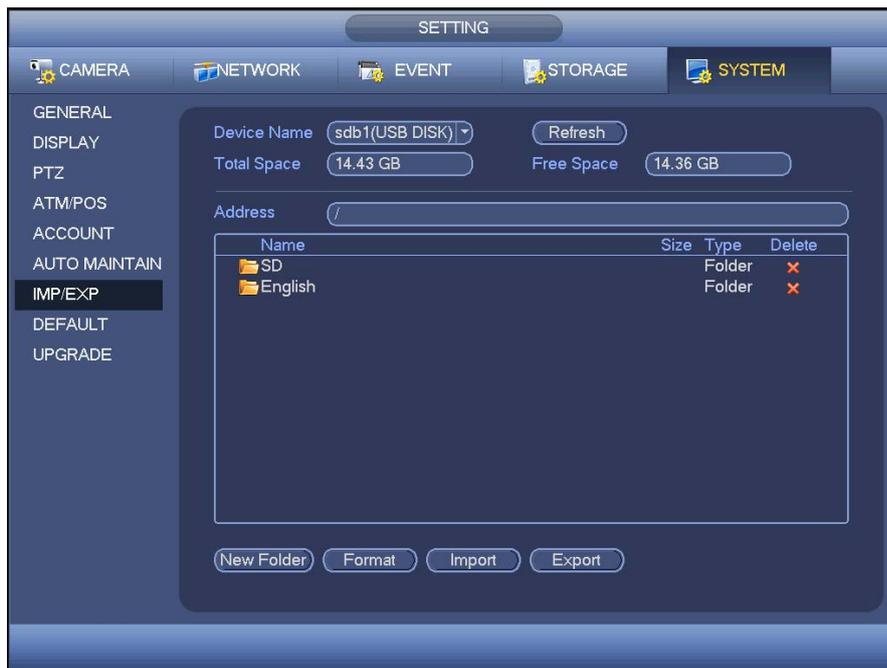 SETTING
CAMERA NETWORK EVENT STORAGE SYSTEM
GENERAL
DISPLAY
PTZ
ATM/POS
ACCOUNT
AUTO MAINTAIN
IMP/EXP
DEFAULT
UPGRADE
Device Name sdb1(USB DISK) Refresh
Total Space 14.43 GB Free Space 14.36 GB
Address /
Name Size Type Delete
SD Folder
English Folder
New Folder Format Import Export